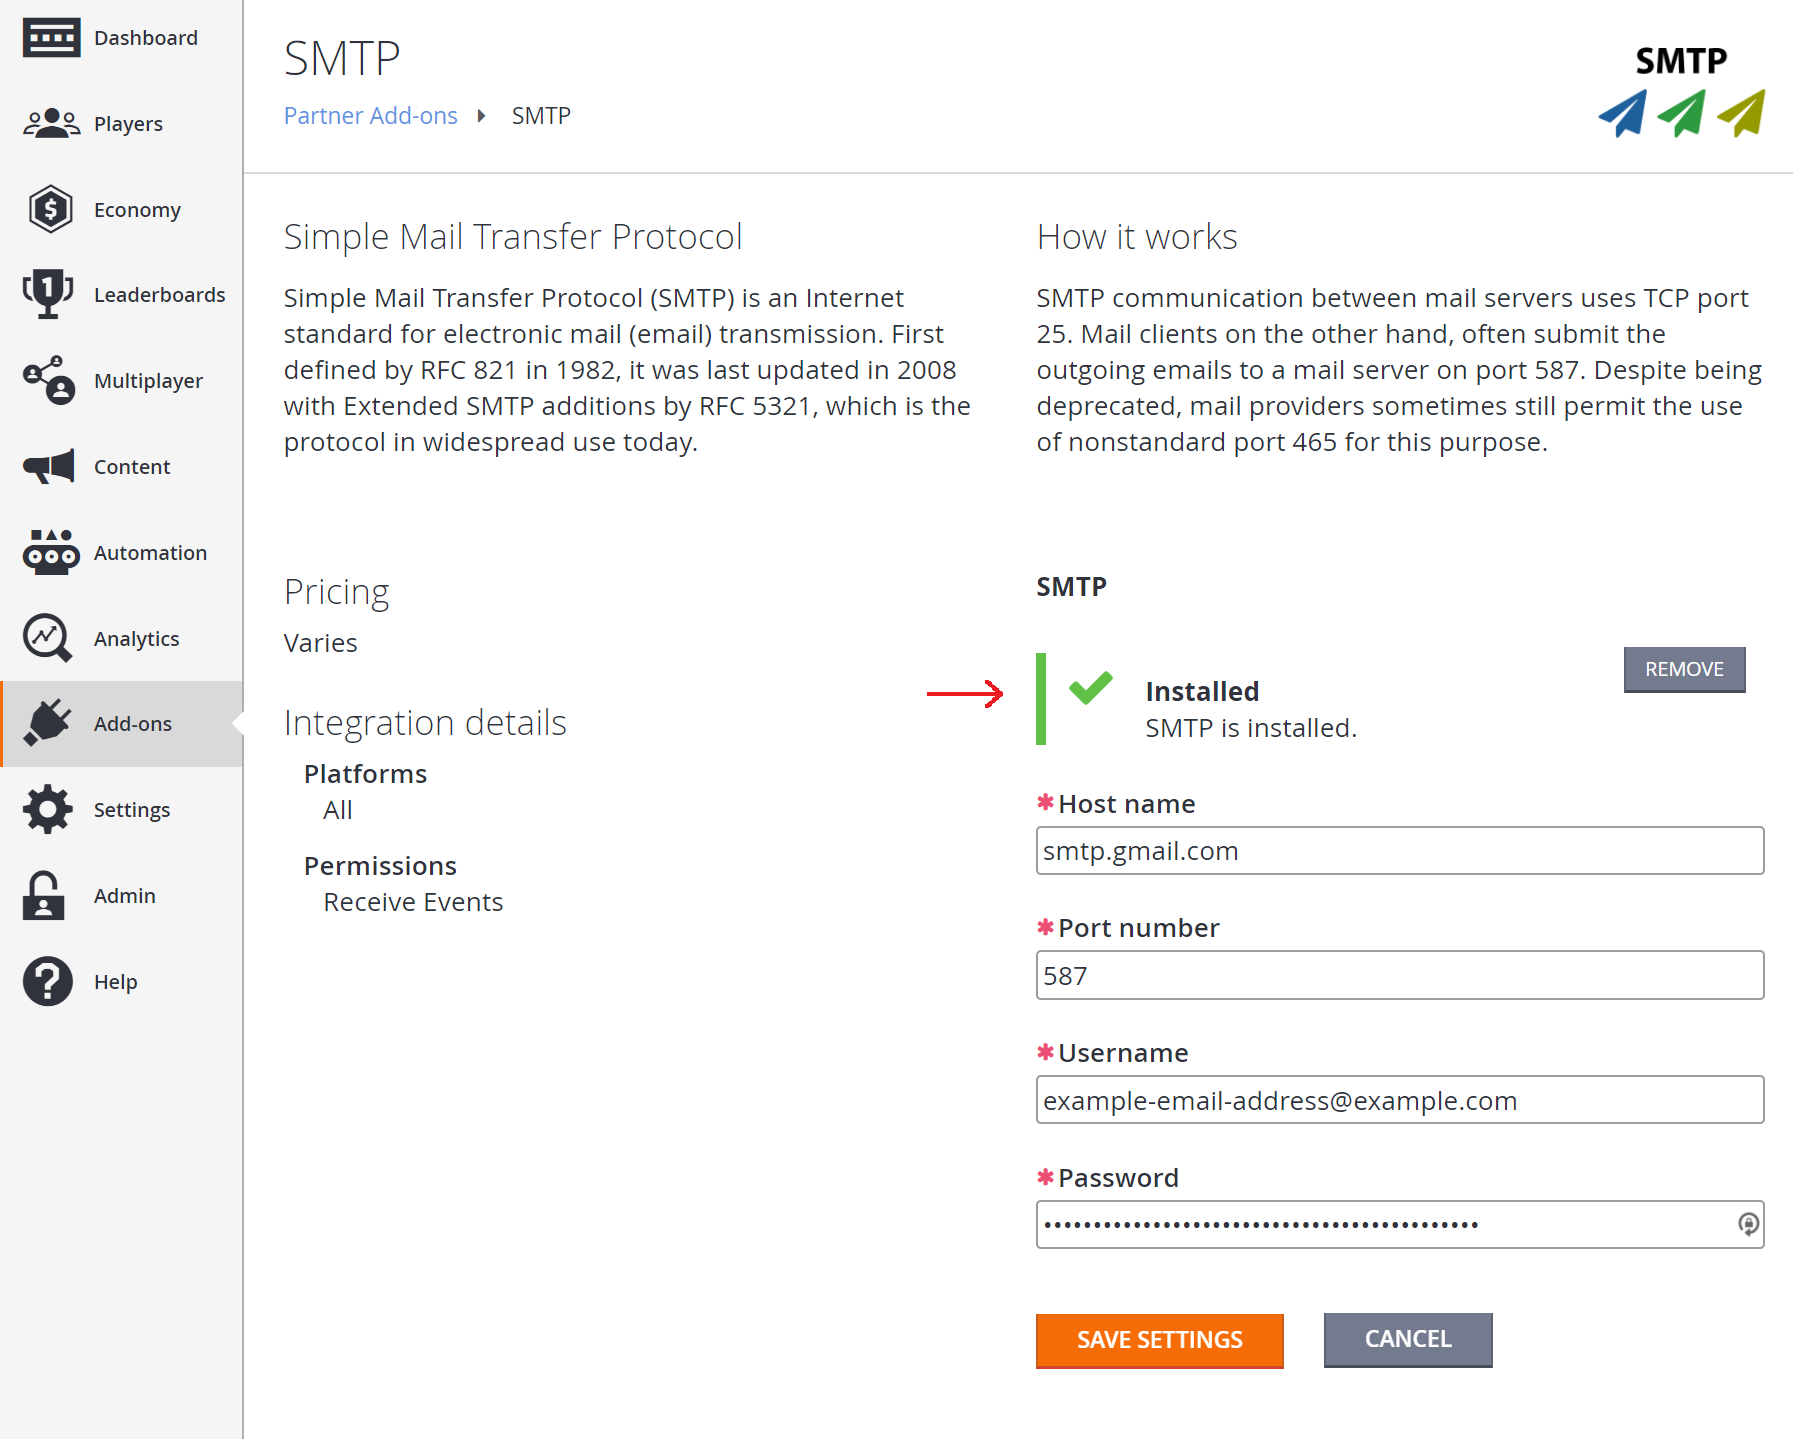 Dashboard
Players
Economy
Leaderboards
Multiplayer
Content
Automation
Analytics
Add-ons
Settings
Admin
Help
SMTP
Partner Add-ons SMTP
SMTP
Simple Mail Transfer Protocol
Simple Mail Transfer Protocol (SMTP) is an Internet
standard for electronic mail (email) transmission. First
defined by RFC 821 in 1982, it was last updated in 2008
with Extended SMTP additions by RFC 5321, which is the
protocol in widespread use today.
How it works
SMTP communication between mail servers uses TCP port
25. Mail clients on the other hand, often submit the
outgoing emails to a mail server on port 587. Despite being
deprecated, mail providers sometimes still permit the use
of nonstandard port 465 for this purpose.
Pricing
Varies
Integration details
Platforms
All
Permissions
Receive Events
SMTP
Installed
SMTP is installed.
REMOVE
*Host name
smtp.gmail.com
*Port number
587
*Username
example-email-address@example.com
*Password
SAVE SETTINGS
CANCEL